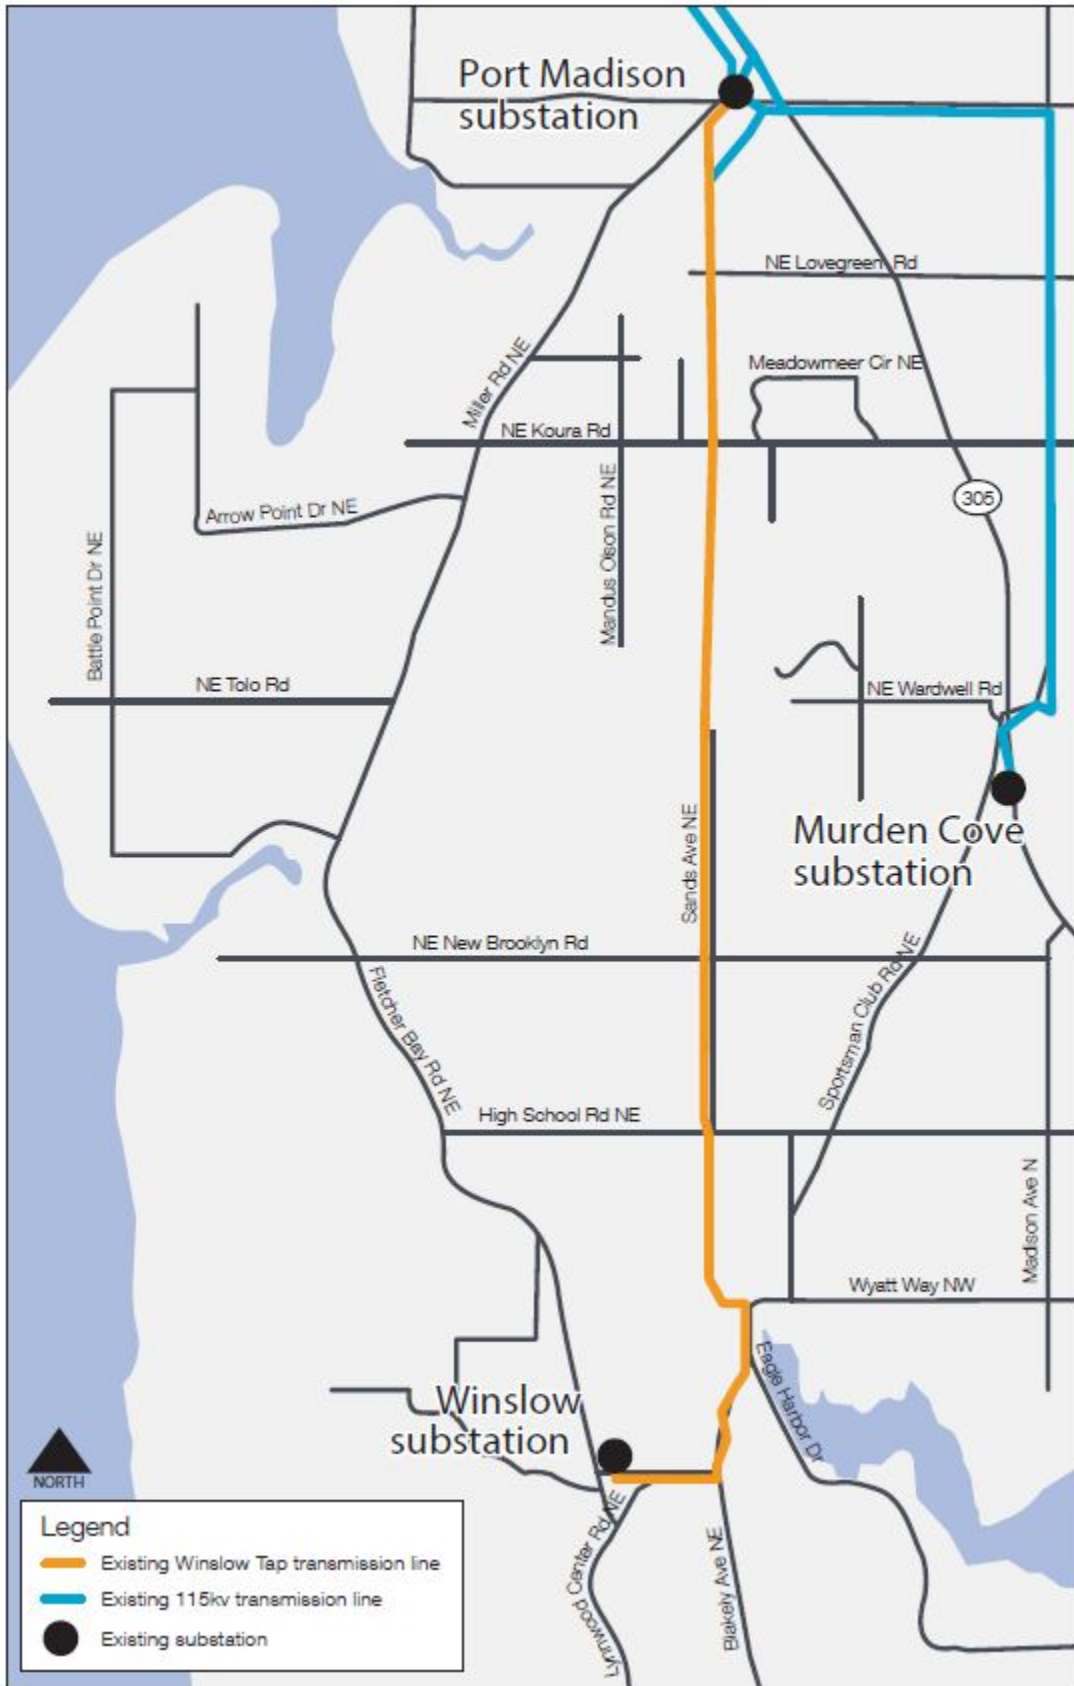 Port Madison
substation
NE Lovegreen Rd
Miller Rd NE
Meadowmeer Cir NE
NE Koura Rd
Mandus Olson Rd NE
305
Arrow Point Dr NE
Battle Point Dr NE
NE Tolo Rd
NE Wardwell Rd
Sands Ave NE
Murden Cove
substation
NE New Brooklyn Rd
Fletcher Bay Rd NE
Sportsman Club Rd NE
High School Rd NE
Madison Ave N
Wyatt Way NW
Eagle Harbor Dr
Winslow
substation
NORTH
Lynnwood Center Rd NE
Blakely Ave NE
Legend
Existing Winslow Tap transmission line
Existing 115kv transmission line
Existing substation